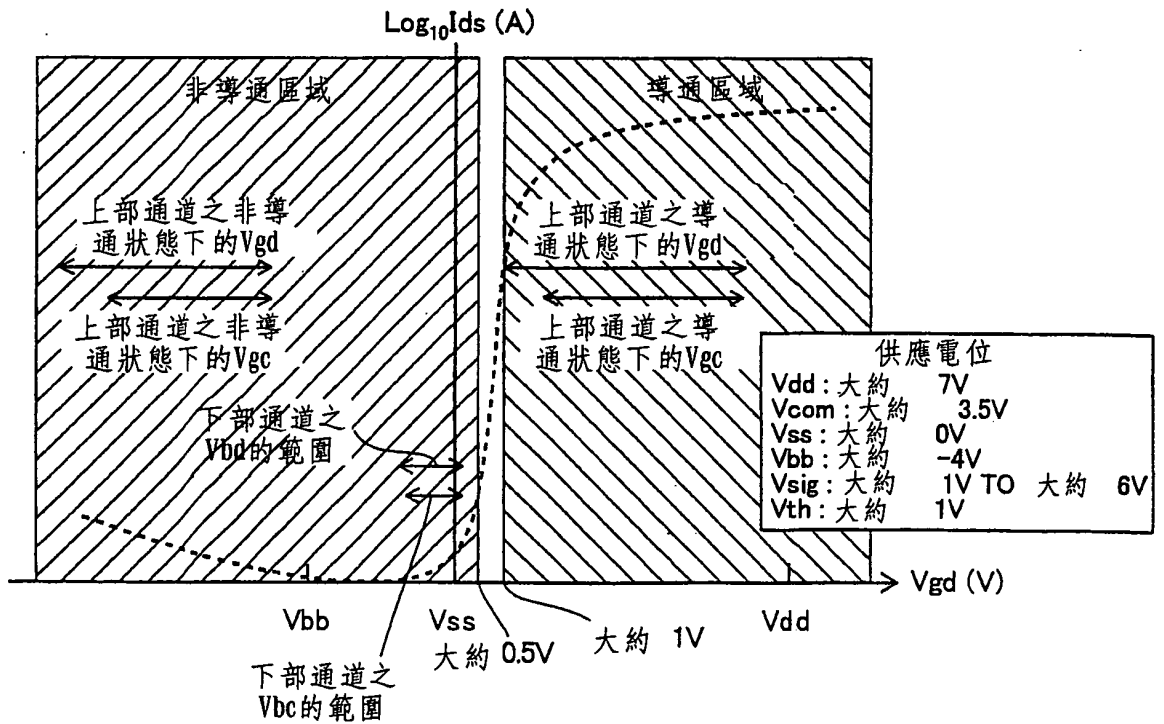 Log₁₀Ids (A)
非導通區域
導通區域
上部通道之非導
通狀態下的Vgd
上部通道之導
通狀態下的Vgd
上部通道之非導
通狀態下的Vgc
上部通道之導
通狀態下的Vgc
下部通道之
Vbd的範圍
供應電位
Vdd：大約 7V
Vcom：大約 3.5V
Vss：大約 0V
Vbb：大約 -4V
Vsig：大約 1V TO 大約 6V
Vth：大約 1V
Vgd (V)
Vbb
Vss
Vdd
大約 0.5V
大約 1V
下部通道之
Vbc的範圍